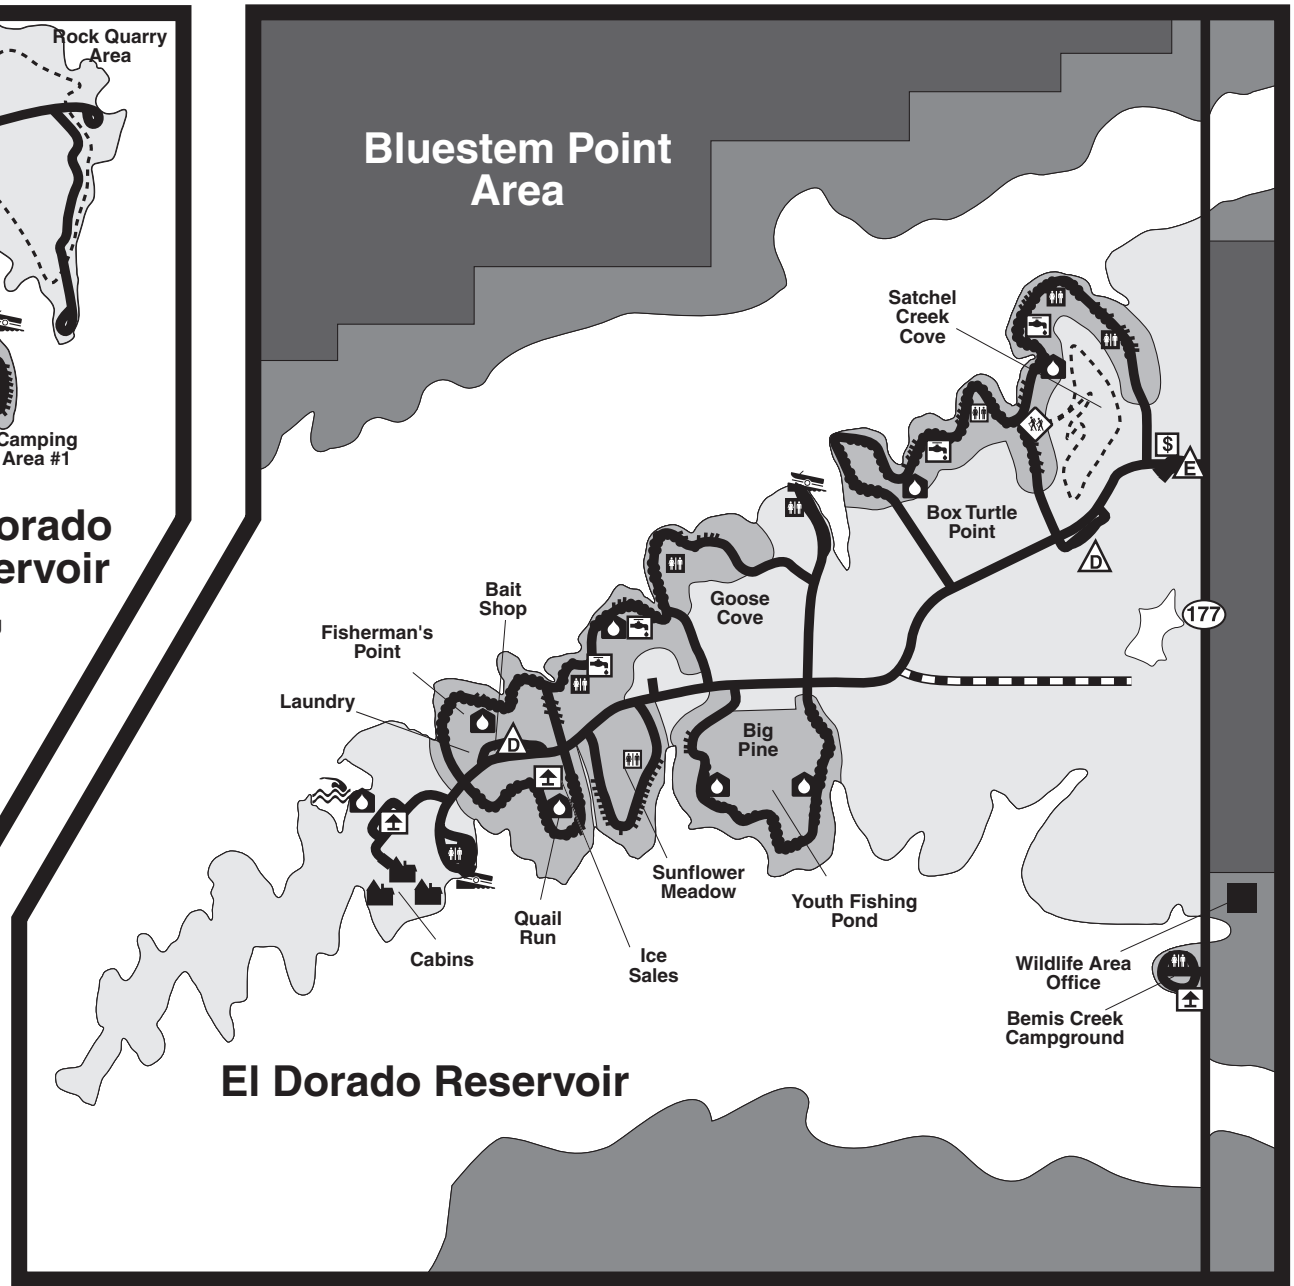 Rock Quarry
Area
Camping
Area #1
orado
ervoir
Bluestem Point
Area
Satchel
Creek
Cove
$
E
Box Turtle
Point
D
177
Goose
Cove
Bait
Shop
Fisherman's
Point
Laundry
D
Big
Pine
Sunflower
Meadow
Youth Fishing
Pond
Quail
Run
Ice
Sales
Cabins
Wildlife Area
Office
Bemis Creek
Campground
El Dorado Reservoir